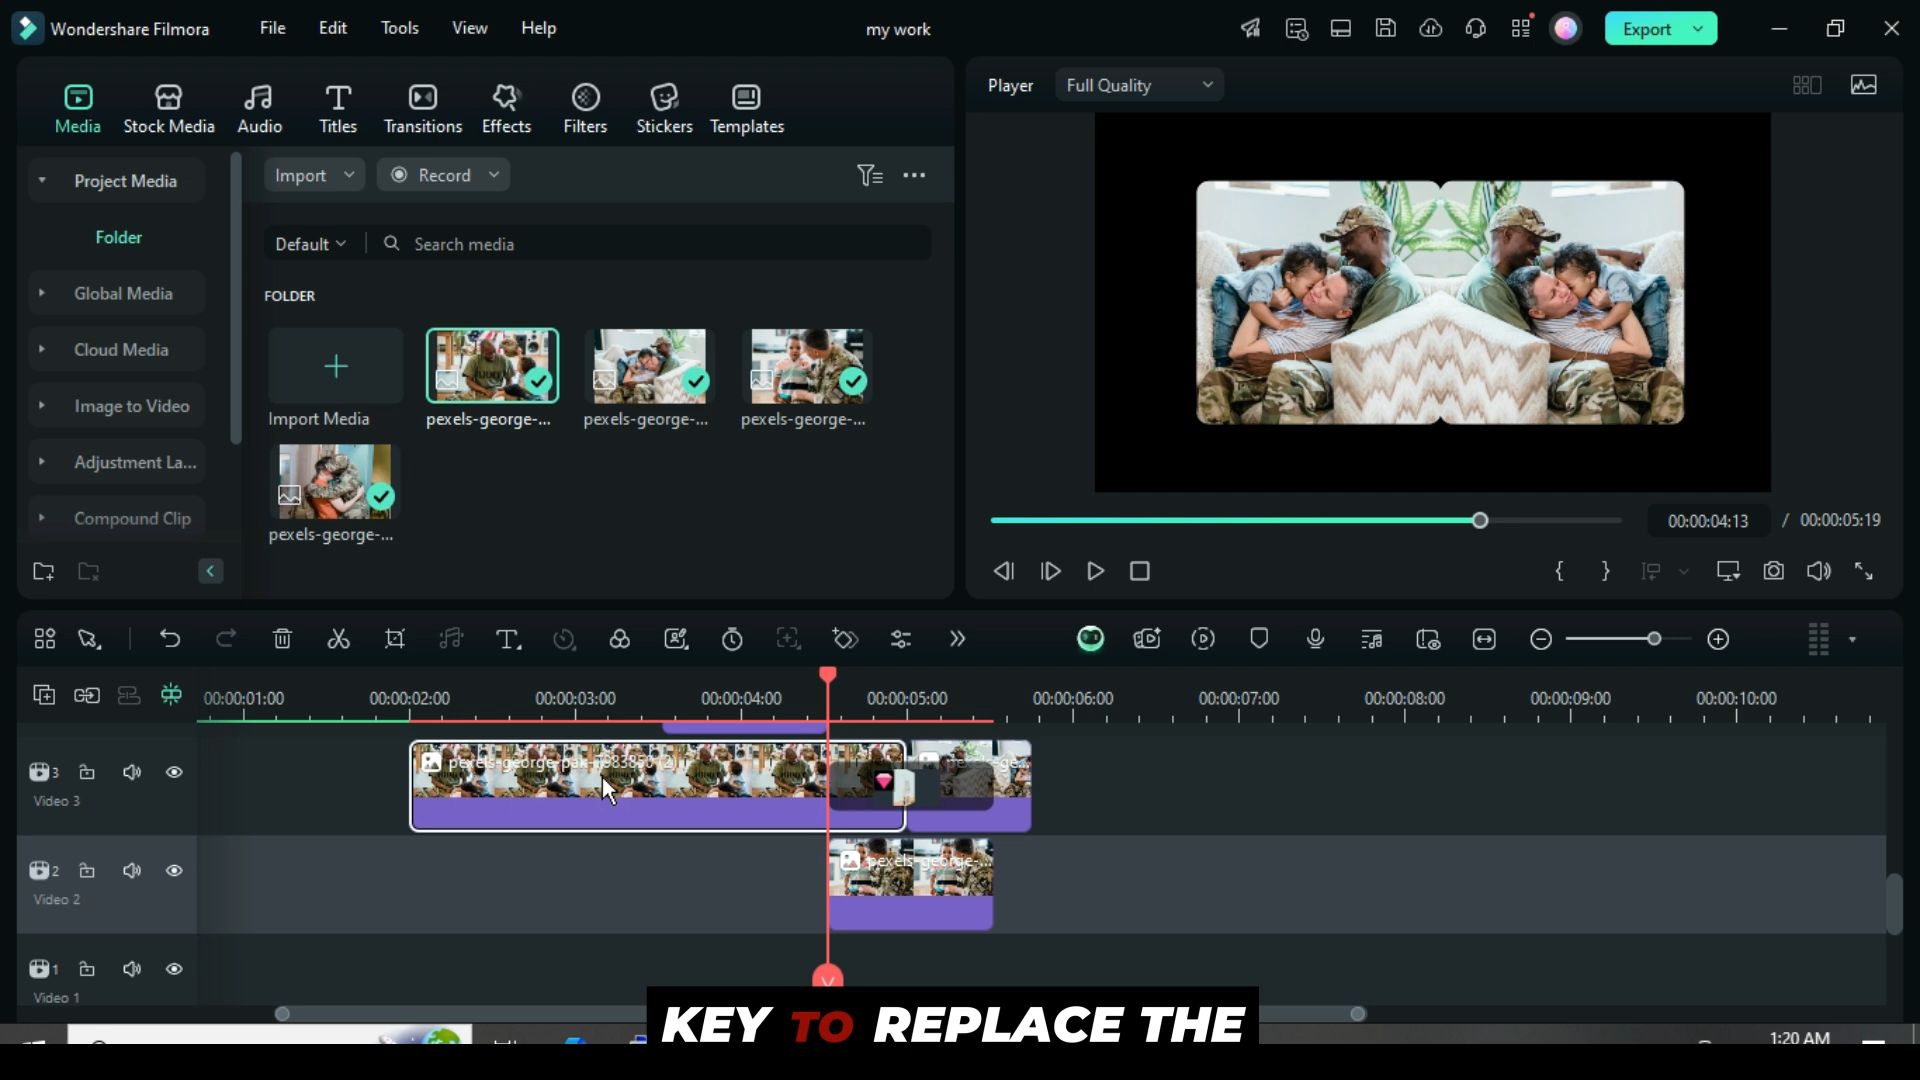 Wondershare Filmora
File
Edit
Tools
View
Help
my work
Export
Media
Stock Media
Audio
Titles
Transitions
Effects
Filters
Stickers
Templates
Player
Full Quality
Project Media
Folder
Global Media
Cloud Media
Image to Video
Adjustment La...
Compound Clip
Import
Record
Default
Search media
FOLDER
Import Media
pexels-george-...
pexels-george-...
pexels-george-...
pexels-george-...
00:00:04:13 / 00:00:05:19
00:00:01:00
00:00:02:00
00:00:03:00
00:00:04:00
00:00:05:00
00:00:06:00
00:00:07:00
00:00:08:00
00:00:09:00
00:00:10:00
3
Video 3
pexels-ge...
2
Video 2
pexels-george-...
1
Video 1
KEY TO REPLACE THE
1:20 AM